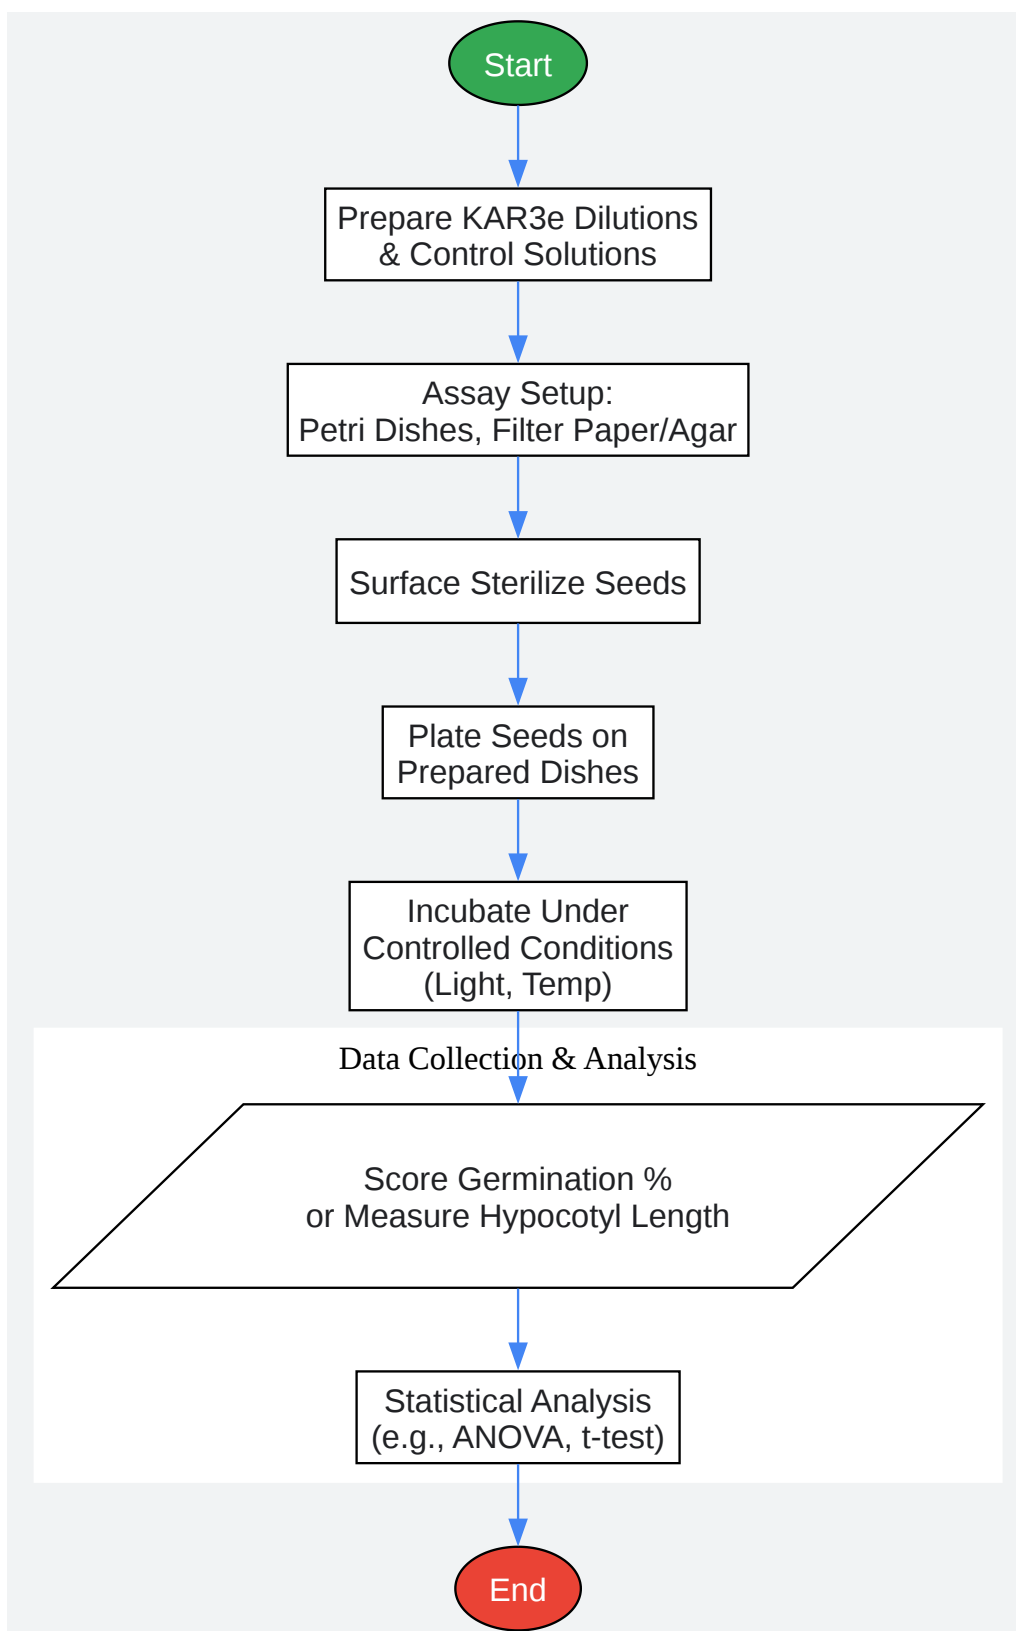 Start
Prepare KAR3e Dilutions
& Control Solutions
Assay Setup:
Petri Dishes, Filter Paper/Agar
Surface Sterilize Seeds
Plate Seeds on
Prepared Dishes
Incubate Under
Controlled Conditions
(Light, Temp)
Data Collection & Analysis
Score Germination %
or Measure Hypocotyl Length
Statistical Analysis
(e.g., ANOVA, t-test)
End